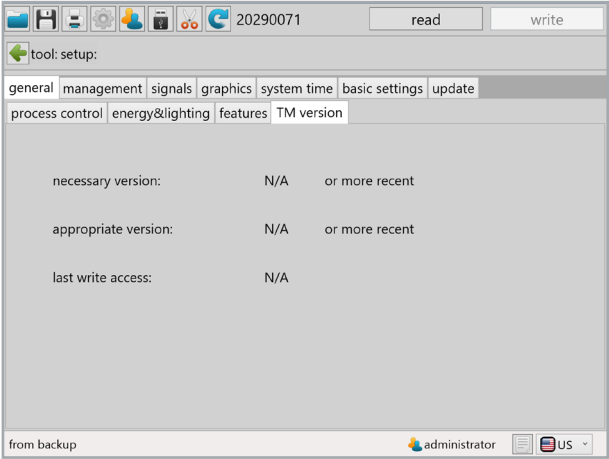 20290071 read write
tool: setup:
general management signals graphics system time basic settings update
process control energy&lighting features TM version
necessary version: N/A or more recent
appropriate version: N/A or more recent
last write access: N/A
from backup administrator US